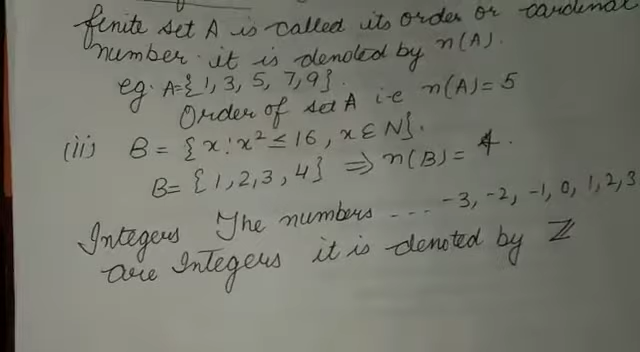 finite set A is called its order or cardinal
number. it is denoted by n(A).
eg. A={1, 3, 5, 7, 9}.
Order of set A i-e n(A) = 5
(ii) B = {x : x² ≤ 16, x ∈ N}.
B = {1, 2, 3, 4} ⇒ n(B) = 4.
Integers The numbers ... -3, -2, -1, 0, 1, 2, 3
are Integers it is denoted by Z